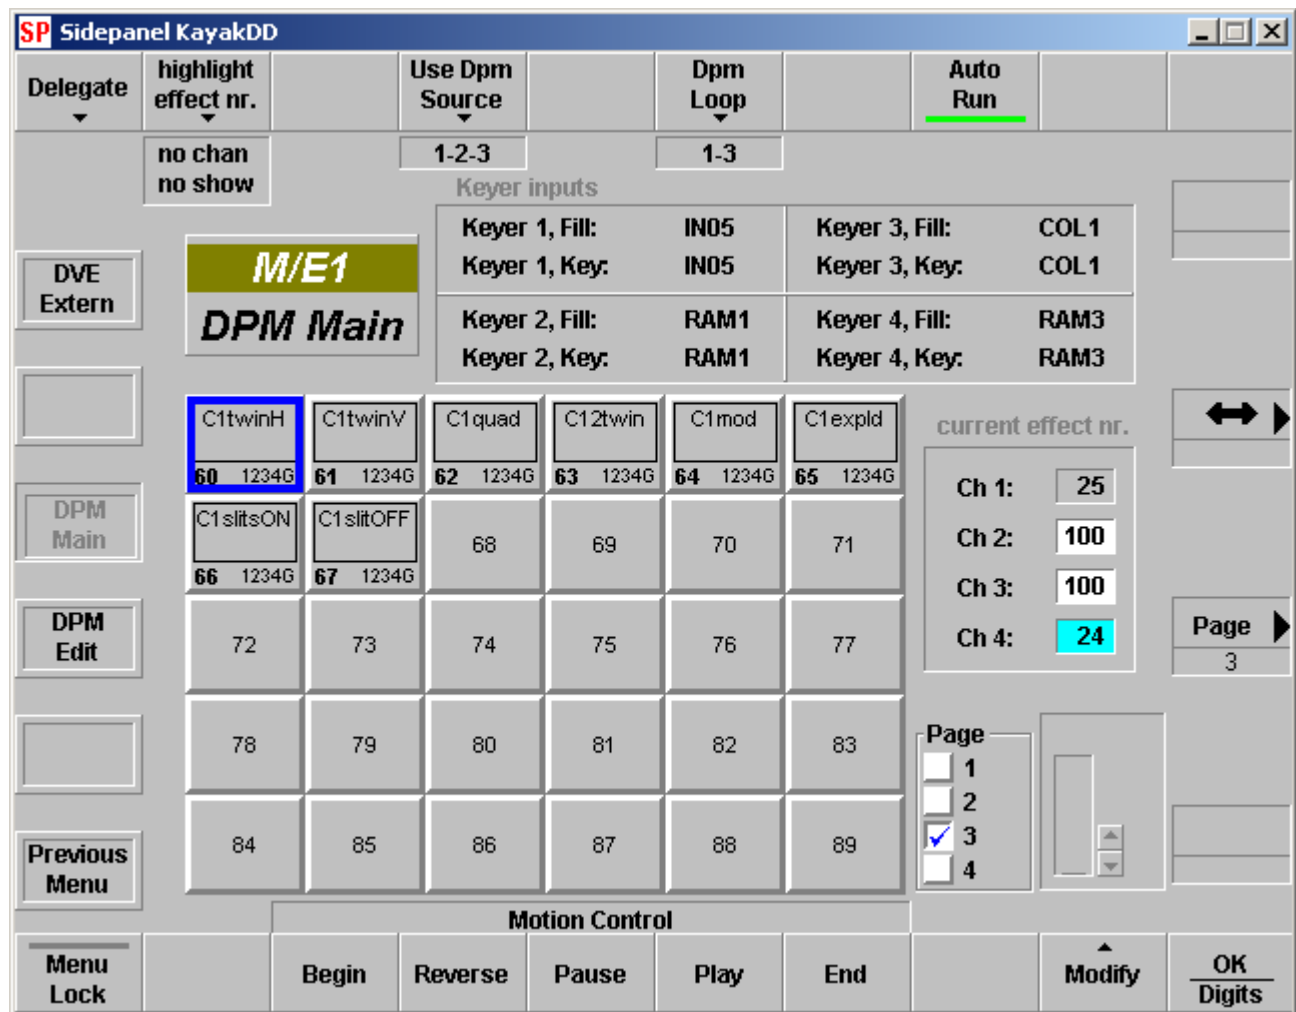 SP Sidepanel KayakDD
Delegate
highlight
effect nr.
Use Dpm
Source
Dpm
Loop
Auto
Run
no chan
no show
1-2-3
1-3
Keyer inputs
Keyer 1, Fill: IN05 Keyer 3, Fill: COL1
Keyer 1, Key: IN05 Keyer 3, Key: COL1
Keyer 2, Fill: RAM1 Keyer 4, Fill: RAM3
Keyer 2, Key: RAM1 Keyer 4, Key: RAM3
M/E1
DPM Main
DVE
Extern
DPM
Main
DPM
Edit
Previous
Menu
C1twinH C1twinV C1quad C12twin C1mod C1expld
60 1234G 61 1234G 62 1234G 63 1234G 64 1234G 65 1234G
C1slitsON C1slitOFF 68 69 70 71
66 1234G 67 1234G
72 73 74 75 76 77
78 79 80 81 82 83
84 85 86 87 88 89
current effect nr.
Ch 1: 25
Ch 2: 100
Ch 3: 100
Ch 4: 24
Page
3
Page
1
2
3
4
Motion Control
Menu
Lock
Begin
Reverse
Pause
Play
End
Modify
OK
Digits